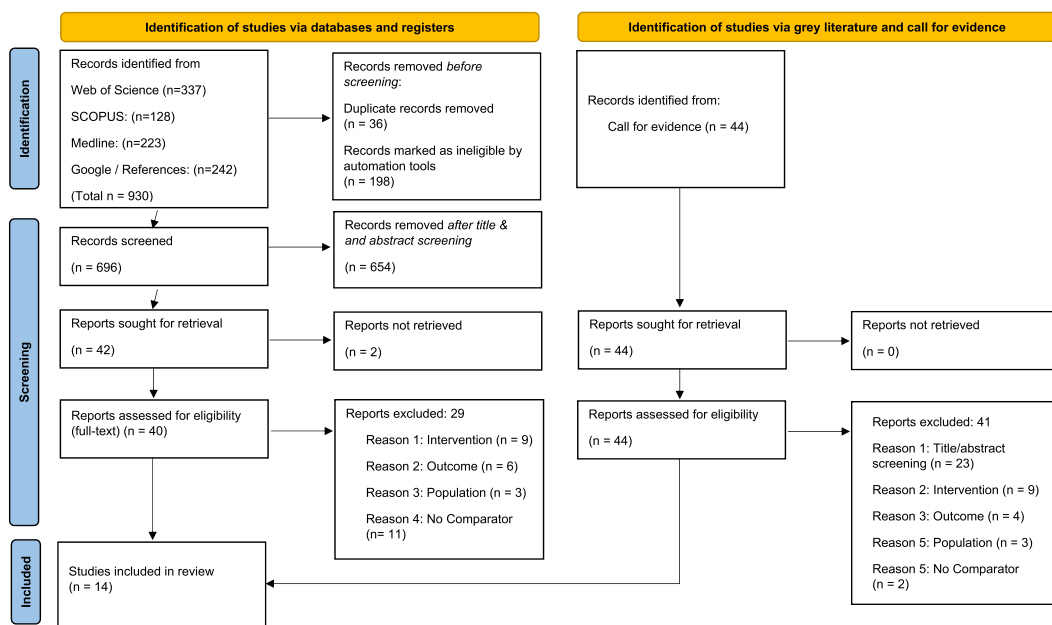 Identification of studies via databases and registers
Identification of studies via grey literature and call for evidence
Identification
Records identified from
Web of Science (n=337)
SCOPUS: (n=128)
Medline: (n=223)
Google / References: (n=242)
(Total n = 930)
Records removed before
screening:
Duplicate records removed
(n = 36)
Records marked as ineligible by
automation tools
(n = 198)
Records identified from:
Call for evidence (n = 44)
Screening
Records screened
(n = 696)
Records removed after title &
and abstract screening
(n = 654)
Reports sought for retrieval
(n = 42)
Reports not retrieved
(n = 2)
Reports sought for retrieval
(n = 44)
Reports not retrieved
(n = 0)
Reports assessed for eligibility
(full-text) (n = 40)
Reports excluded: 29
Reason 1: Intervention (n = 9)
Reason 2: Outcome (n = 6)
Reason 3: Population (n = 3)
Reason 4: No Comparator
(n= 11)
Reports assessed for eligibility
(n = 44)
Reports excluded: 41
Reason 1: Title/abstract
screening (n = 23)
Reason 2: Intervention (n = 9)
Reason 3: Outcome (n = 4)
Reason 5: Population (n = 3)
Reason 5: No Comparator
(n = 2)
Included
Studies included in review
(n = 14)